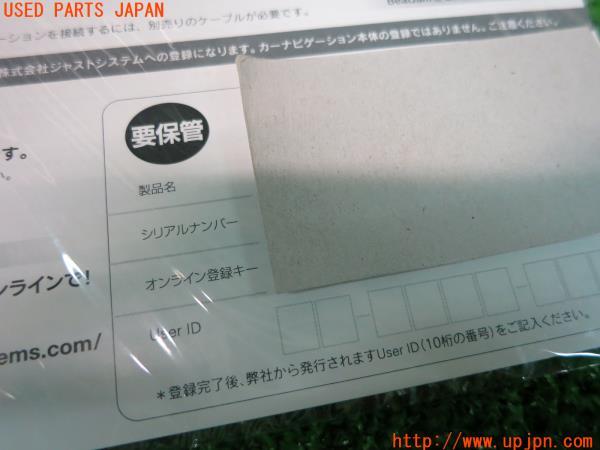 USED PARTS JAPAN
ーションを接続するには、別売りのケーブルが必要です。
株式会社ジャストシステムへの登録になります。カーナビゲーション本体の登録ではありません。ご注意ください。
要保管
す。
い。
製品名
シリアルナンバー
ンラインで!
オンライン登録キー
ems.com/
User ID
＊登録完了後、弊社から発行されますUser ID(10桁の番号)をご記入ください。
http://www.upjpn.com/